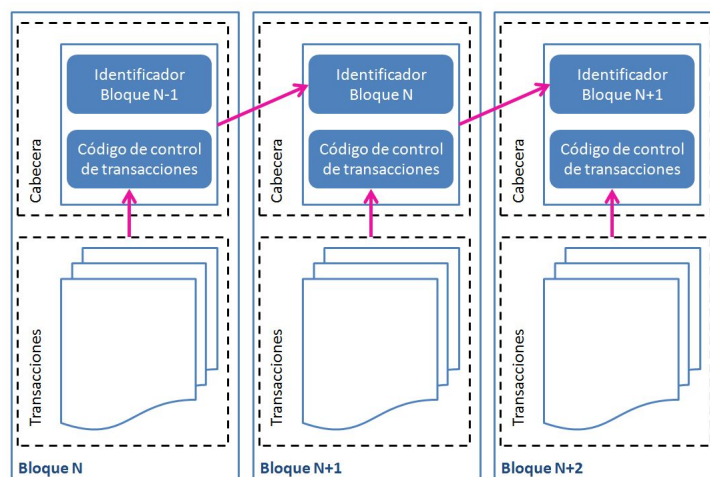 Cabecera
Identificador
Bloque N-1
Código de control
de transacciones
Transacciones
Bloque N
Cabecera
Identificador
Bloque N
Código de control
de transacciones
Transacciones
Bloque N+1
Cabecera
Identificador
Bloque N+1
Código de control
de transacciones
Transacciones
Bloque N+2